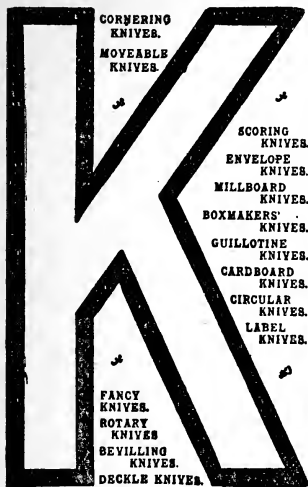 CORNERING
KNIVES.
MOVEABLE
KNIVES.
K
SCORING
KNIVES.
ENVELOPE
KNIVES.
MILLBOARD
KNIVES.
BOXMAKERS'
KNIVES.
GUILLOTINE
KNIVES.
CARDBOARD
KNIVES.
CIRCULAR
KNIVES.
LABEL
KNIVES.
FANCY
KNIVES.
ROTARY
KNIVES
BEVILLING
KNIVES.
DECKLE KNIVES.